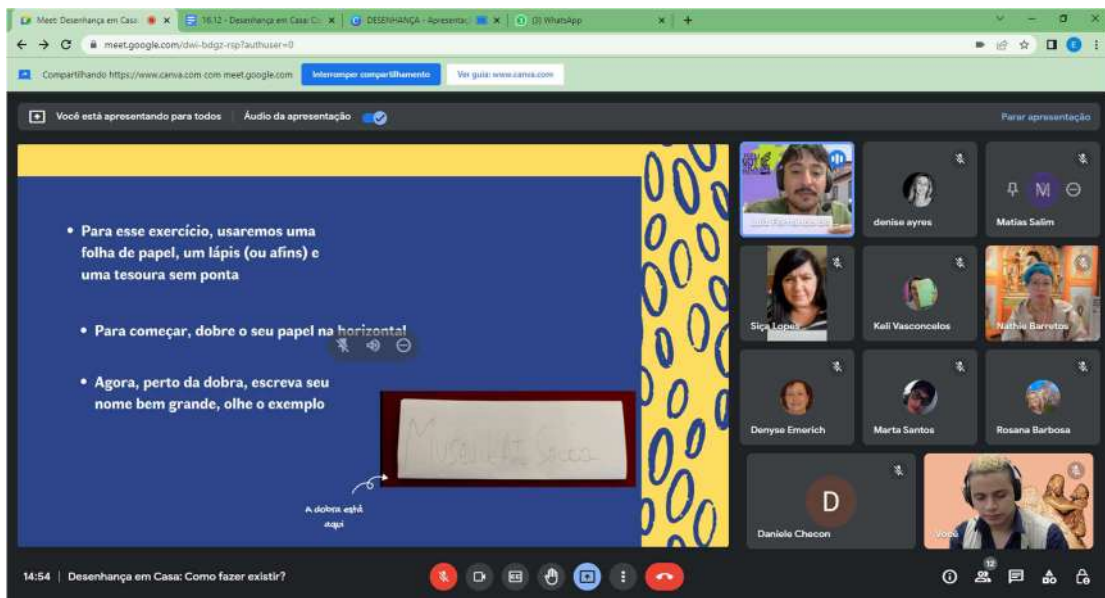 Meet: Desenhança em Casa
16.12 - Desenhança em Casa: C
DESENHANÇA - Apresentaç
(3) WhatsApp
meet.google.com/dwi-bdgz-rsp?authuser=0
Compartilhando https://www.canva.com com meet.google.com
Interromper compartilhamento
Ver guia: www.canva.com
Você está apresentando para todos
Áudio da apresentação
Parar apresentação
• Para esse exercício, usaremos uma
folha de papel, um lápis (ou afins) e
uma tesoura sem ponta
• Para começar, dobre o seu papel na horizontal
• Agora, perto da dobra, escreva seu
nome bem grande, olhe o exemplo
A dobra está
aqui
denise ayres
M
Matias Salim
Siça Lopes
Keli Vasconcelos
Nathie Barretos
Denyse Emerich
Marta Santos
Rosana Barbosa
D
Daniele Checon
Você
14:54 | Desenhança em Casa: Como fazer existir?
12